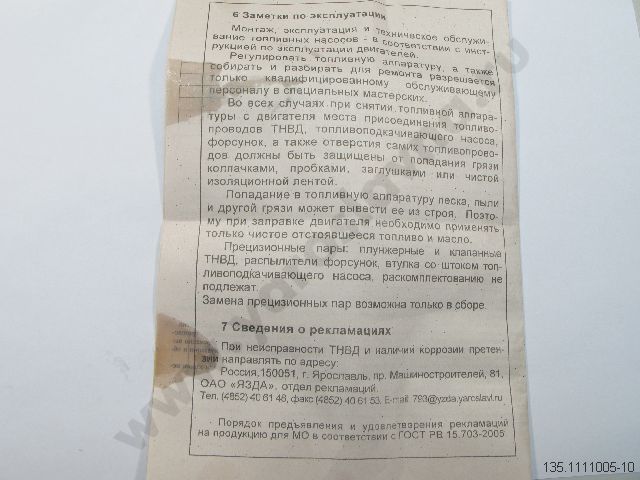 6 Заметки по эксплуатации
Монтаж, эксплуатация и техническое обслужи-
вание топливных насосов - в соответствии с инст-
рукцией по эксплуатации двигателей.
Регулировать топливную аппаратуру, а также
собирать и разбирать для ремонта разрешается
только квалифицированному обслуживающему
персоналу в специальных мастерских.
Во всех случаях при снятии топливной аппара-
туры с двигателя места присоединения топливо-
проводов ТНВД, топливоподкачивающего насоса,
форсунок, а также отверстия самих топливопрово-
дов должны быть защищены от попадания грязи
колпачками, пробками, заглушками или чистой
изоляционной лентой.
Попадание в топливную аппаратуру песка, пыли
и другой грязи может вывести ее из строя. Поэто-
му при заправке двигателя необходимо применять
только чистое отстоявшееся топливо и масло.
Прецизионные пары: плунжерные и клапанные
ТНВД, распылители форсунок, втулка со штоком топ-
ливоподкачивающего насоса, раскомплектованию не
подлежат.
Замена прецизионных пар возможна только в сборе.
7 Сведения о рекламациях
При неисправности ТНВД и наличии коррозии претен-
зии направлять по адресу:
Россия,150051, г. Ярославль, пр. Машиностроителей, 81,
ОАО «ЯЗДА», отдел рекламаций.
Тел. (4852) 40 61 46, факс (4852) 40 61 53. E-mail: 793@yzda.yaroslavl.ru
Порядок предъявления и удовлетворения рекламаций
на продукцию для МО в соответствии с ГОСТ РВ 15.703-2005
135.1111005-10